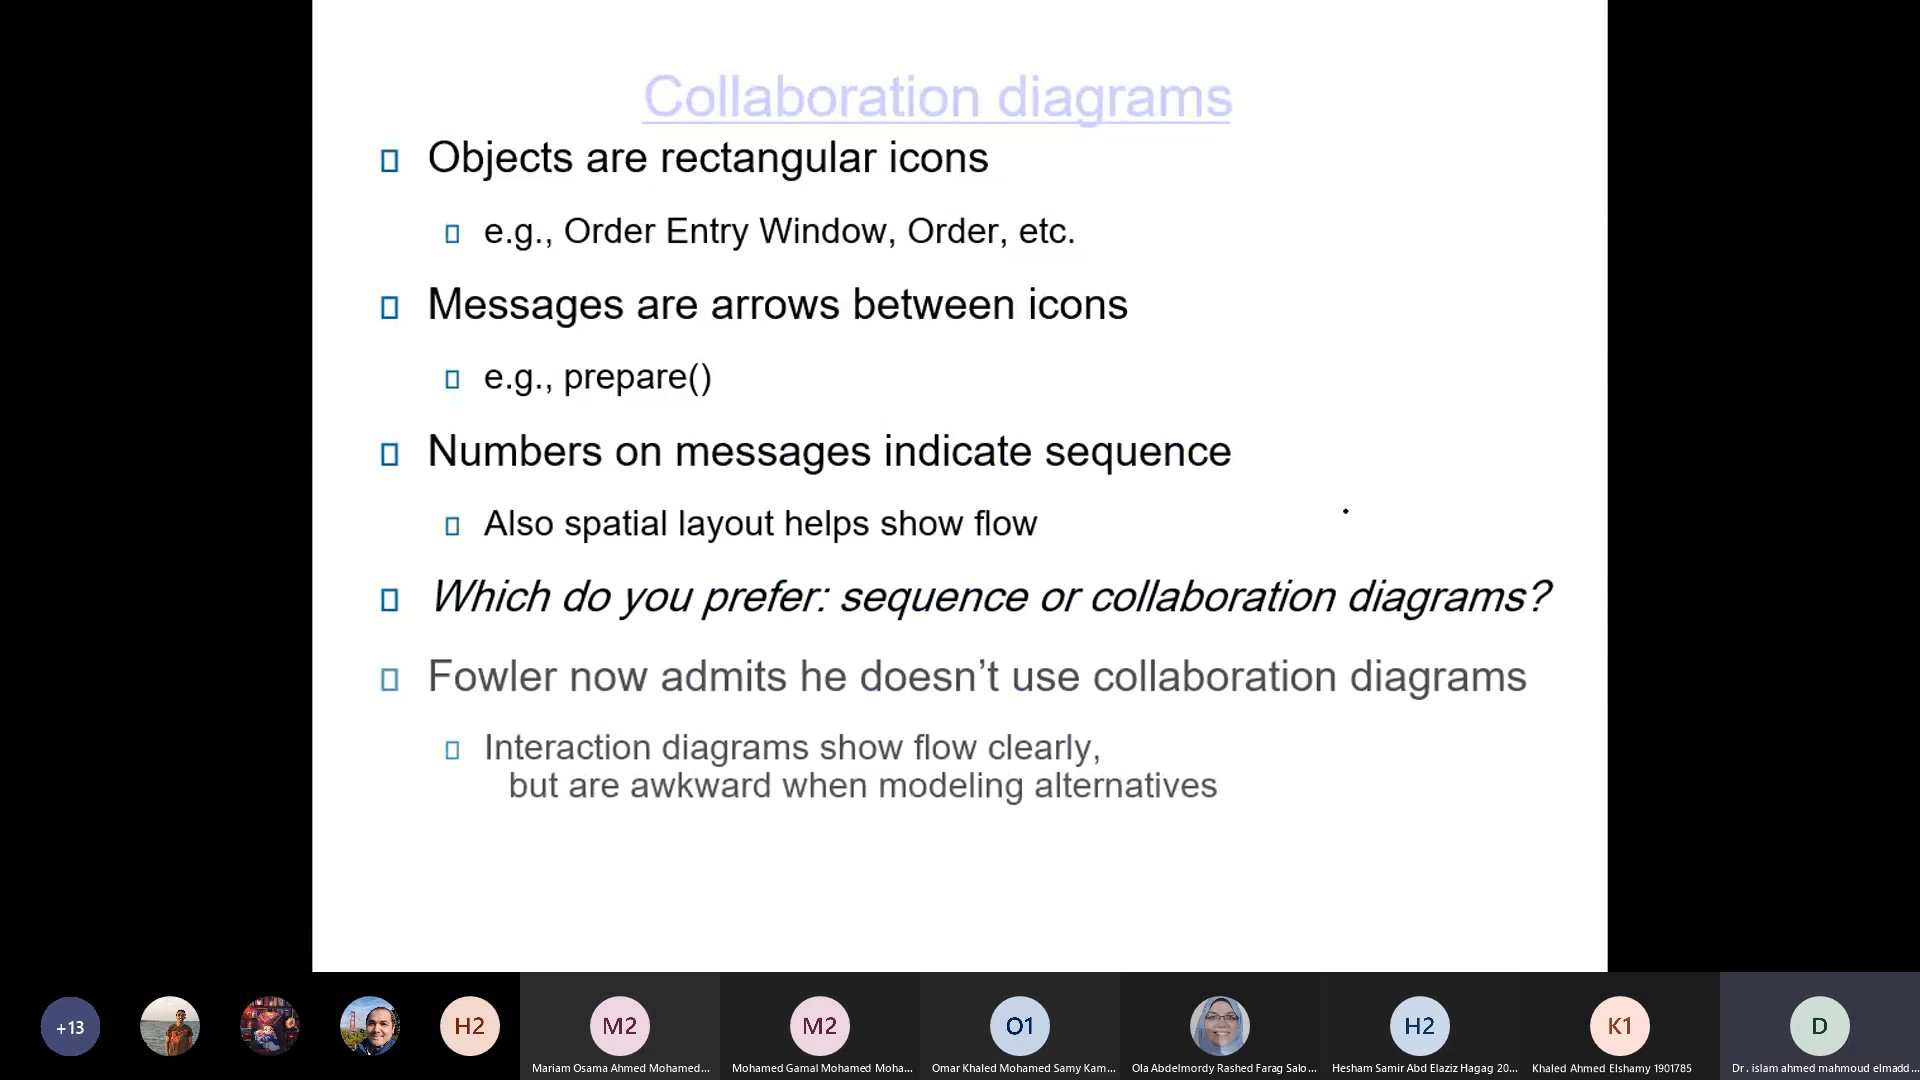 Collaboration diagrams
Objects are rectangular icons
e.g., Order Entry Window, Order, etc.
Messages are arrows between icons
e.g., prepare()
Numbers on messages indicate sequence
Also spatial layout helps show flow
Which do you prefer: sequence or collaboration diagrams?
Fowler now admits he doesn’t use collaboration diagrams
Interaction diagrams show flow clearly,
but are awkward when modeling alternatives
+13
H2
M2
M2
O1
H2
K1
D
Mariam Osama Ahmed Mohamed...
Mohamed Gamal Mohamed Moha...
Omar Khaled Mohamed Samy Kam...
Ola Abdelmordy Rashed Farag Salo...
Hesham Samir Abd Elaziz Hagag 20...
Khaled Ahmed Elshamy 1901785
Dr. islam ahmed mahmoud elmadd...